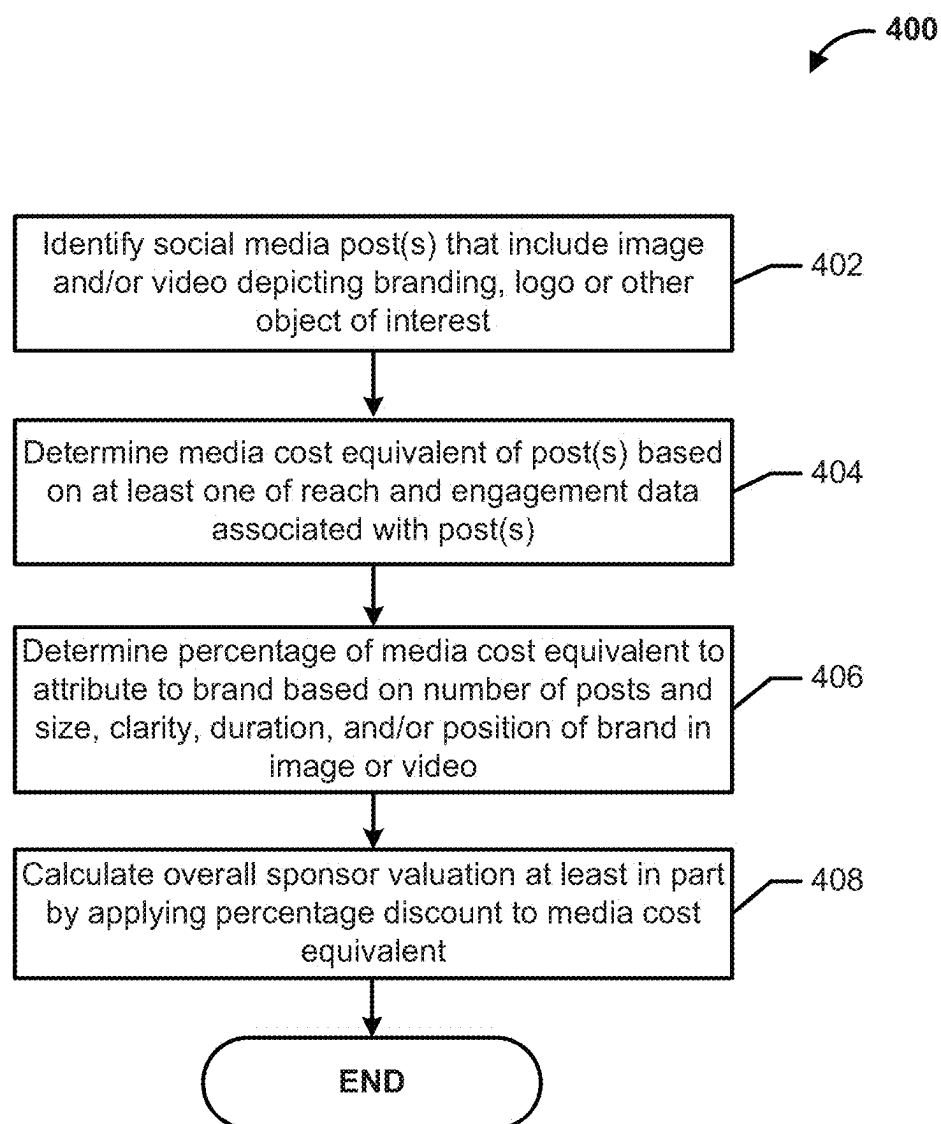 400
Identify social media post(s) that include image
and/or video depicting branding, logo or other
object of interest
402
Determine media cost equivalent of post(s) based
on at least one of reach and engagement data
associated with post(s)
404
Determine percentage of media cost equivalent to
attribute to brand based on number of posts and
size, clarity, duration, and/or position of brand in
image or video
406
Calculate overall sponsor valuation at least in part
by applying percentage discount to media cost
equivalent
408
END